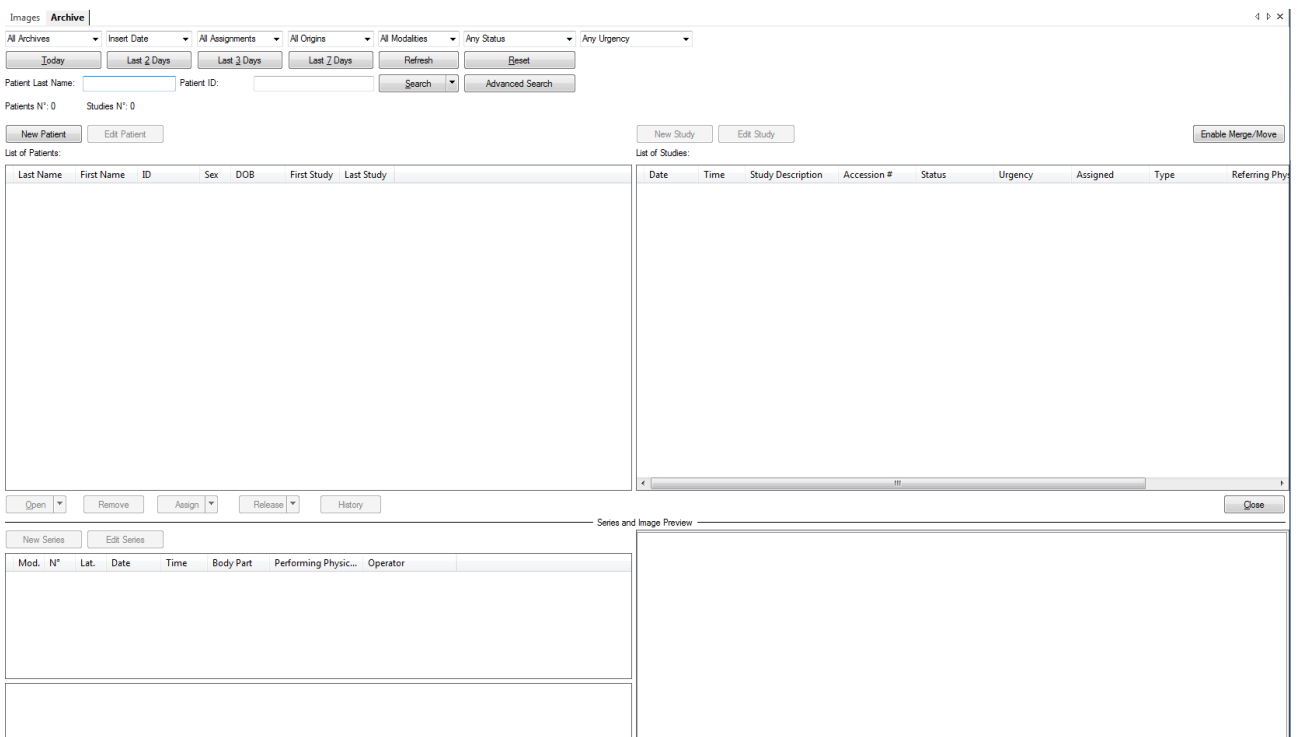 Images Archive
All Archives Insert Date All Assignments All Origins All Modalities Any Status Any Urgency
Today Last 2 Days Last 3 Days Last 7 Days Refresh Reset
Patient Last Name: Patient ID: Search Advanced Search
Patients N°: 0 Studies N°: 0
New Patient Edit Patient New Study Edit Study Enable Merge/Move
List of Patients: List of Studies:
Last Name First Name ID Sex DOB First Study Last Study Date Time Study Description Accession # Status Urgency Assigned Type Referring Phys
Open Remove Assign Release History Close
Series and Image Preview
New Series Edit Series
Mod. N° Lat. Date Time Body Part Performing Physic... Operator